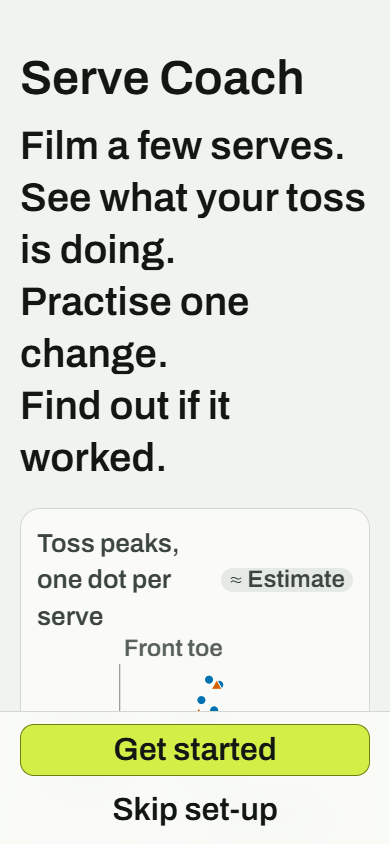 Serve Coach
Film a few serves.
See what your toss
is doing.
Practise one
change.
Find out if it
worked.
Toss peaks,
one dot per
serve
≈ Estimate
Front toe
Get started
Skip set-up